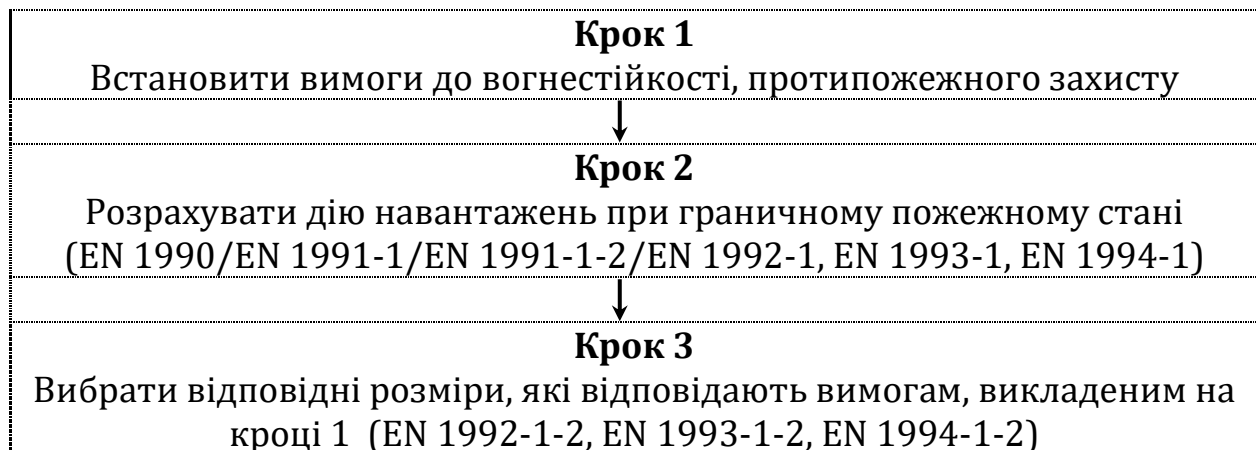 Крок 1
Встановити вимоги до вогнестійкості, протипожежного захисту
Крок 2
Розрахувати дію навантажень при граничному пожежному стані
(EN 1990/EN 1991-1/EN 1991-1-2/EN 1992-1, EN 1993-1, EN 1994-1)
Крок 3
Вибрати відповідні розміри, які відповідають вимогам, викладеним на
кроці 1 (EN 1992-1-2, EN 1993-1-2, EN 1994-1-2)